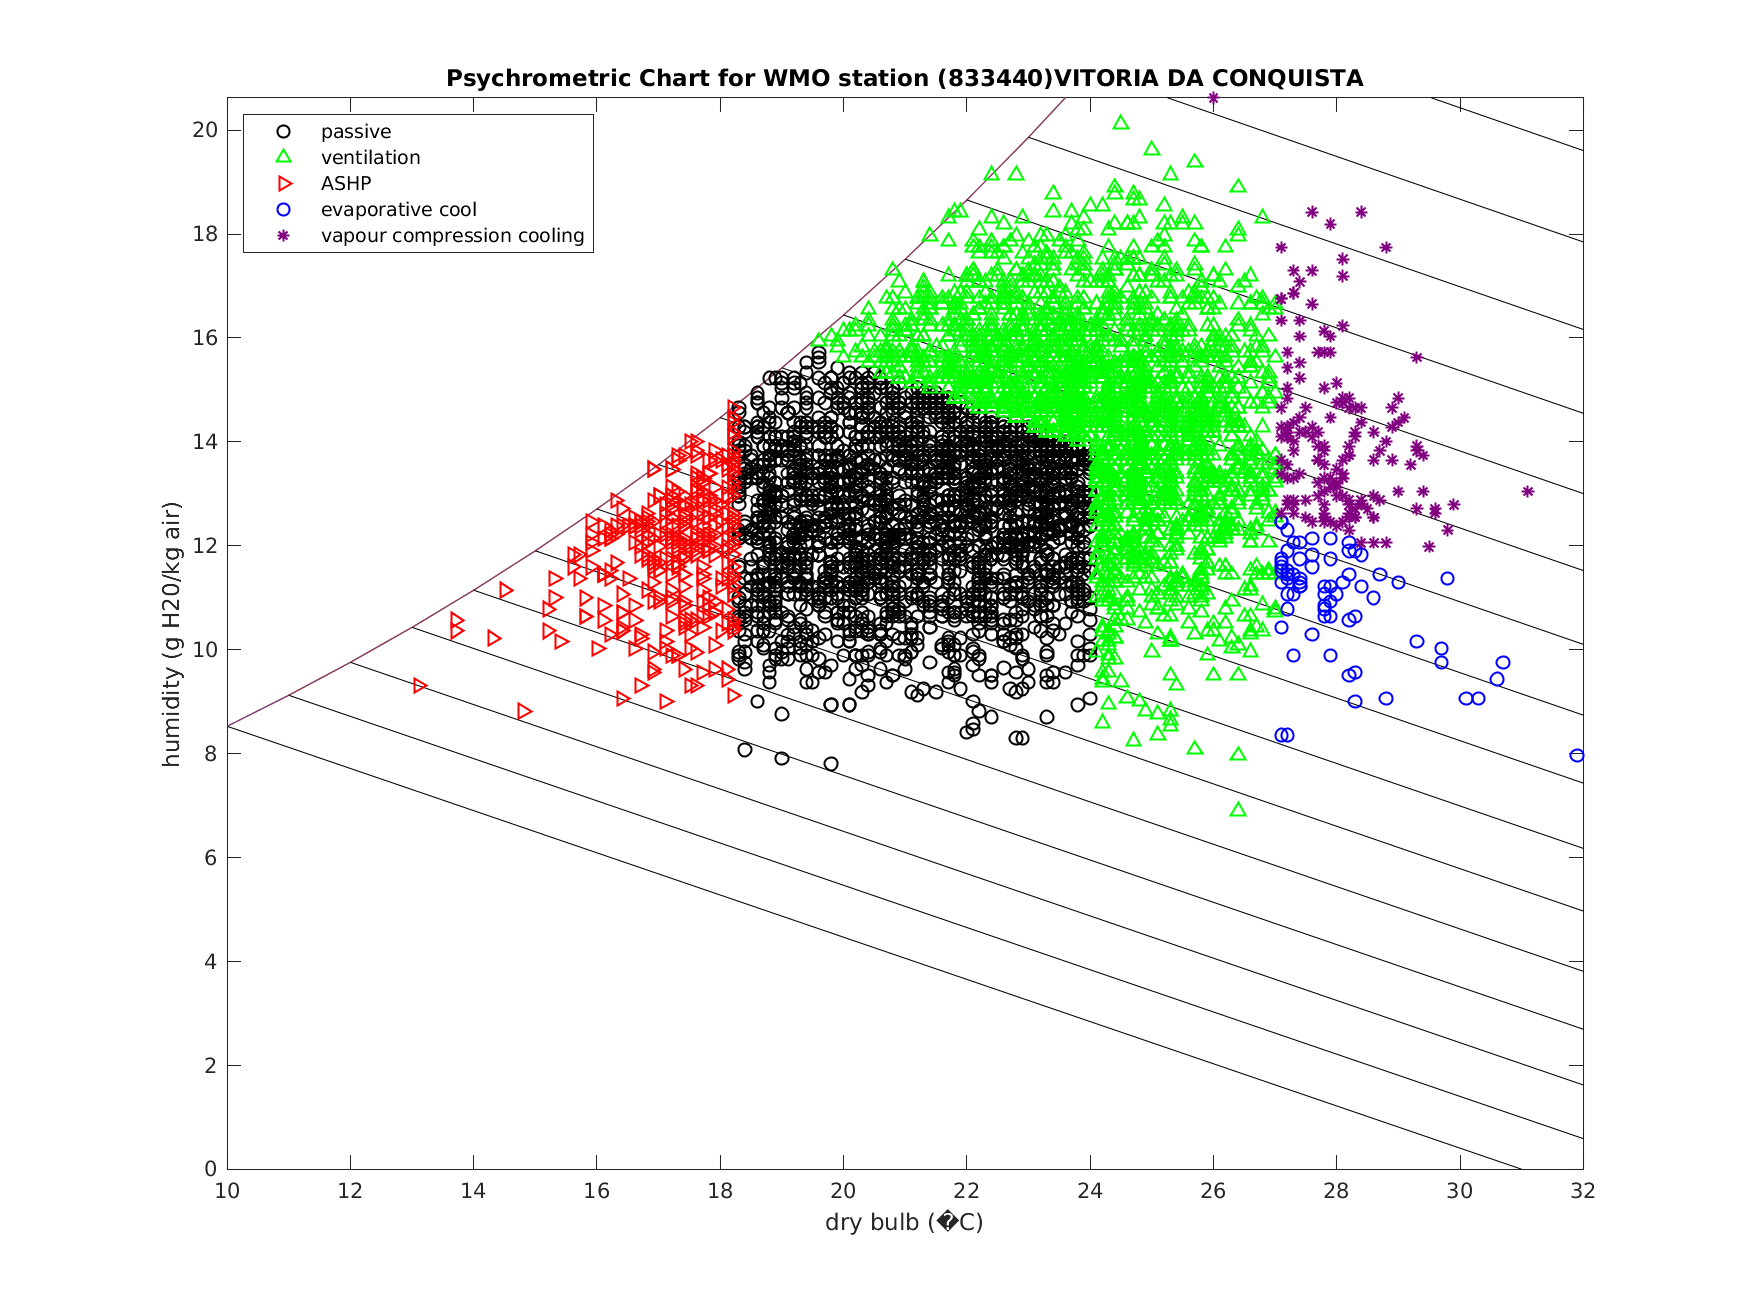 Psychrometric Chart for WMO station (833440)VITORIA DA CONQUISTA
passive
ventilation
ASHP
evaporative cool
vapour compression cooling
humidity (g H20/kg air)
20
18
16
14
12
10
8
6
4
2
0
10 12 14 16 18 20 22 24 26 28 30 32
dry bulb (�C)